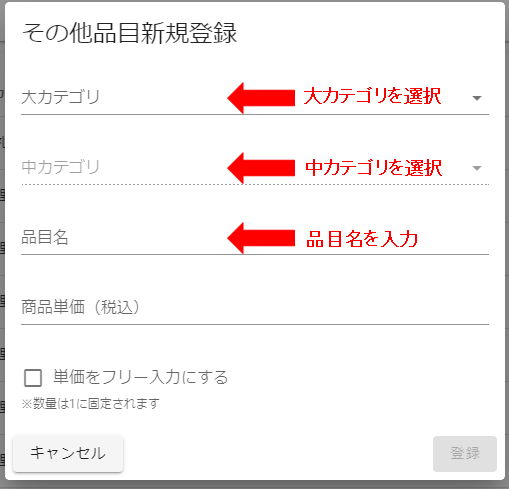 その他品目新規登録
大カテゴリ 大カテゴリを選択
中カテゴリ 中カテゴリを選択
品目名 品目名を入力
商品単価（税込）
単価をフリー入力にする
※数量は1に固定されます
キャンセル 登録